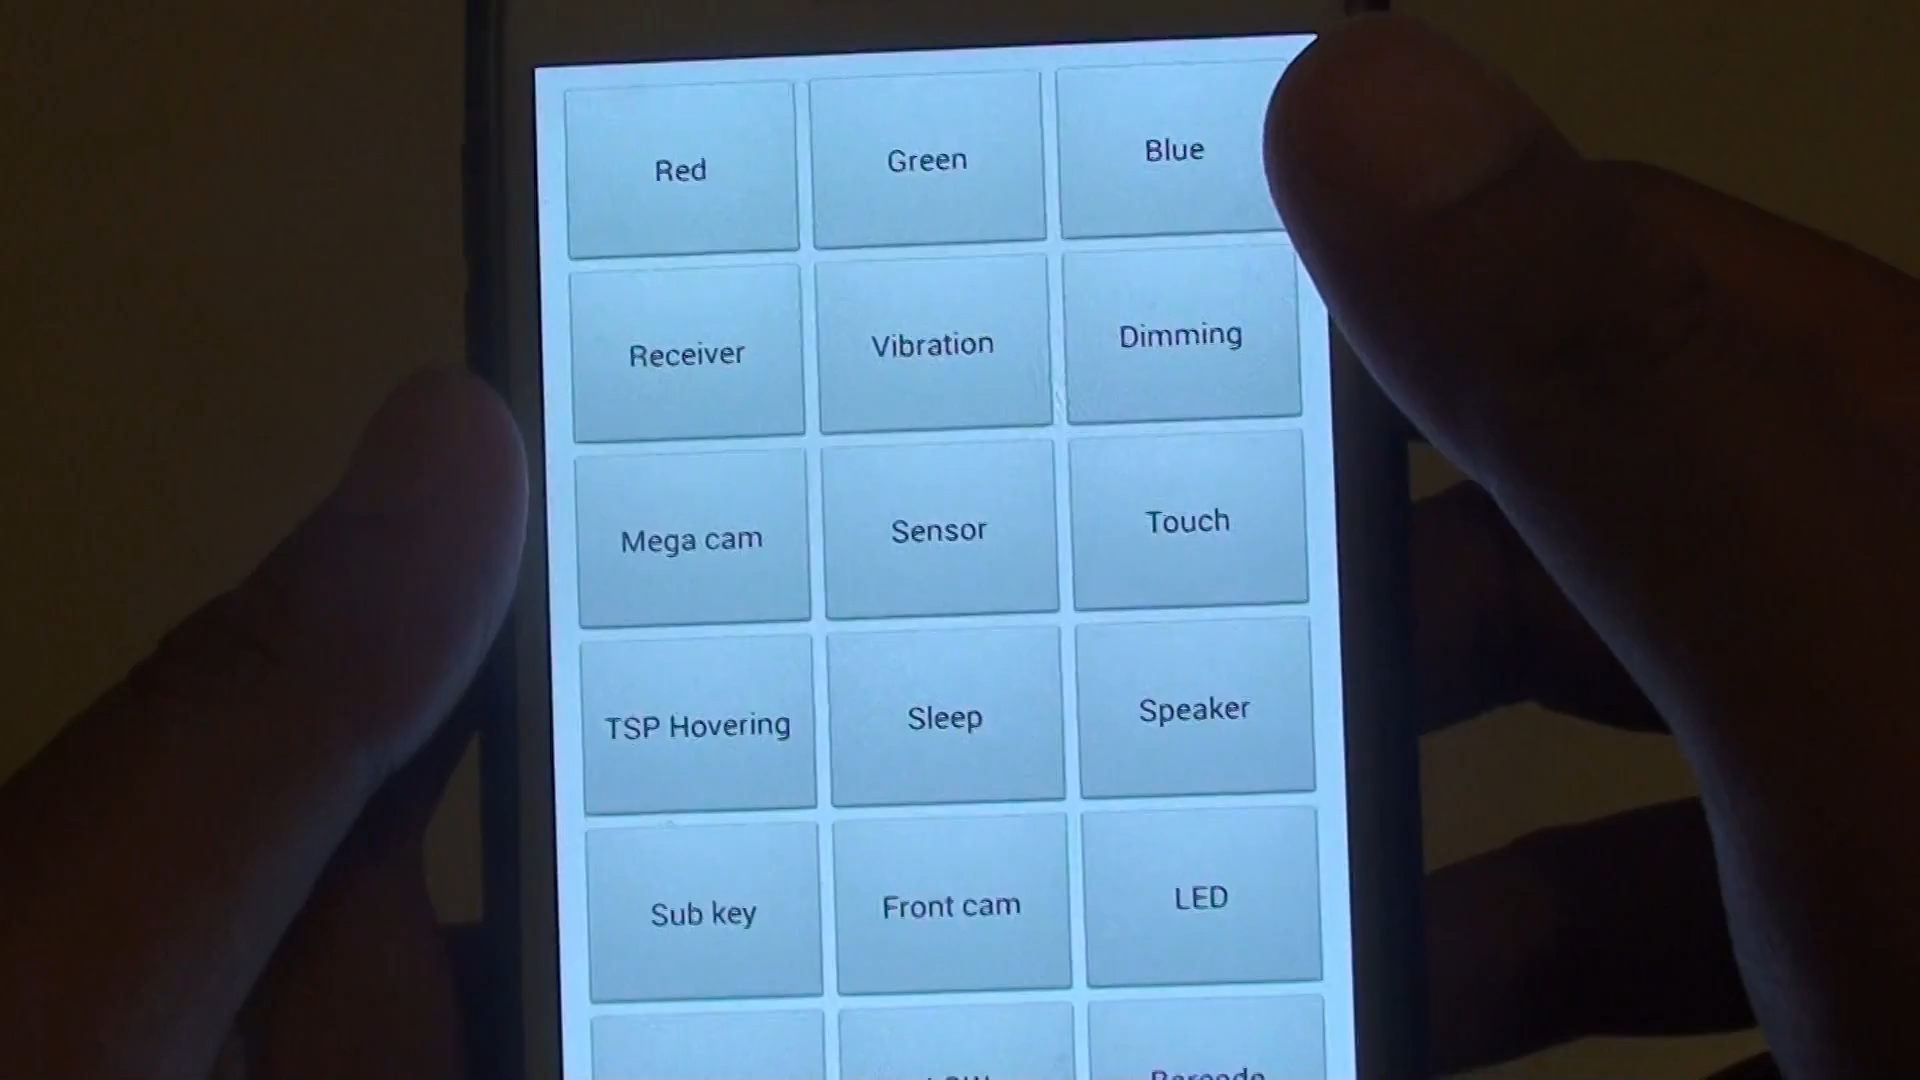 Red Green Blue
Receiver Vibration Dimming
Mega cam Sensor Touch
TSP Hovering Sleep Speaker
Sub key Front cam LED